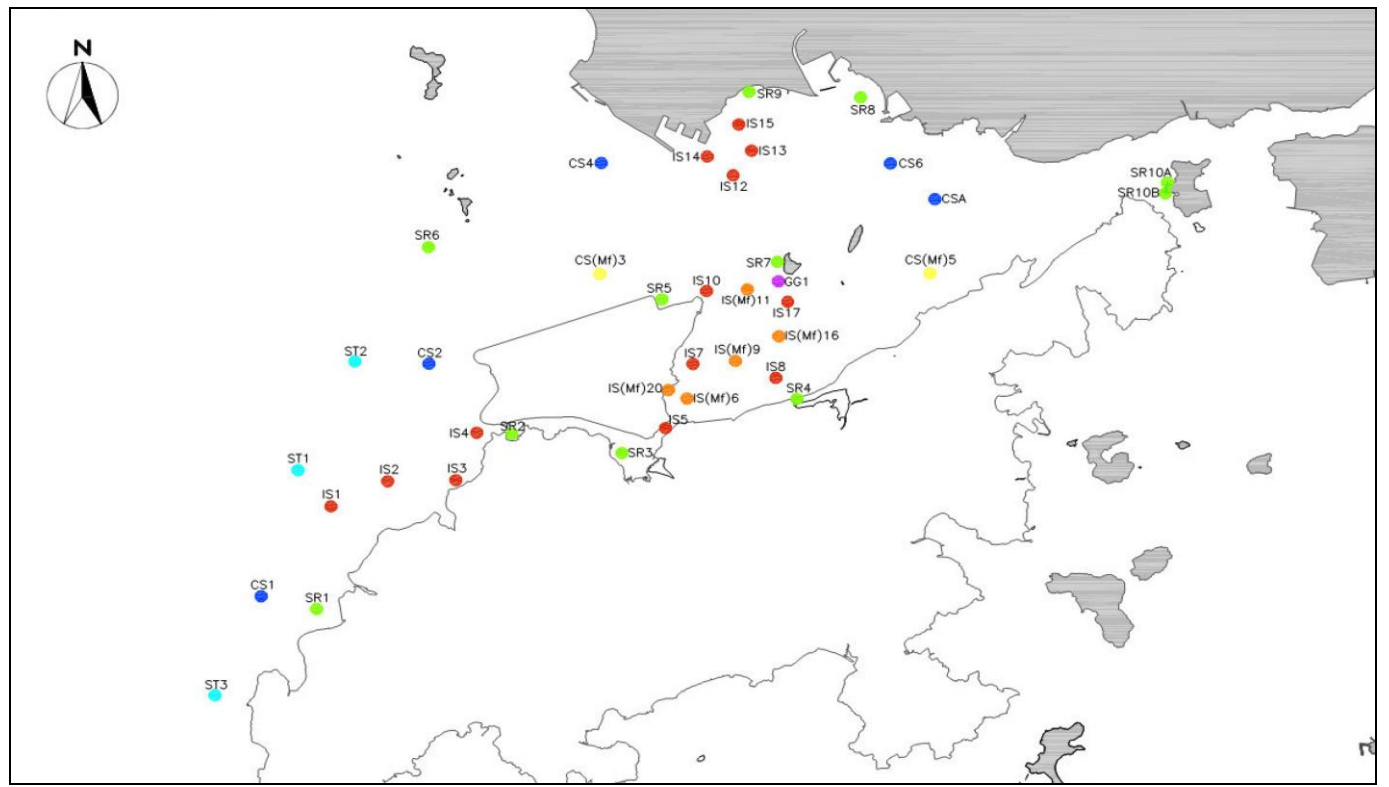 N
SR9
SR8
IS15
IS13
IS14
CS4
CS6
IS12
SR10A
SR10B
CSA
SR6
CS(Mf)3
SR7
CS(Mf)5
GG1
IS10
SR5
IS(Mf)11
IS17
IS(Mf)16
ST2
CS2
IS7
IS(Mf)9
IS8
IS(Mf)20
SR4
IS(Mf)6
IS5
SR2
IS4
SR3
ST1
IS2
IS3
IS1
CS1
SR1
ST3